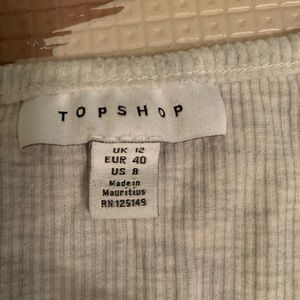 TOPSHOP
UK 12
EUR 40
US 8
Made in
Mauritius
RN 125149